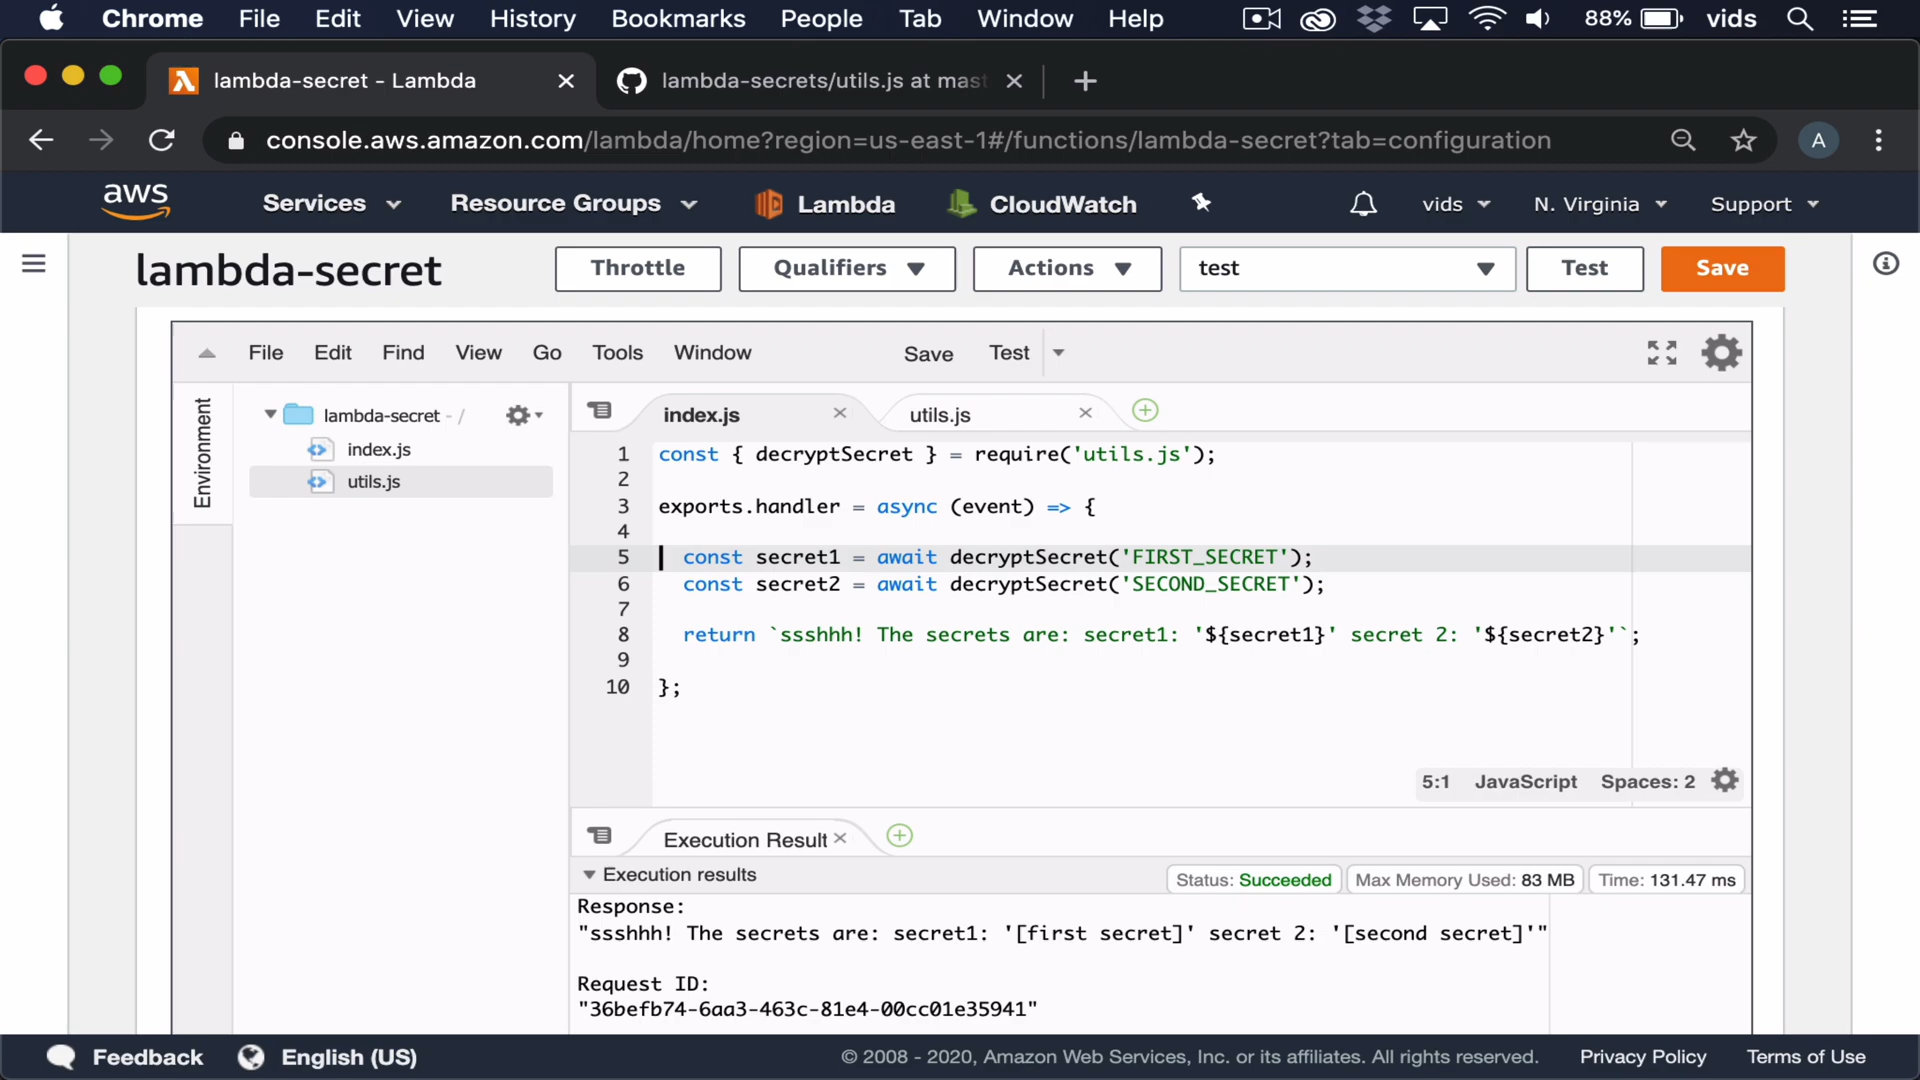 Chrome File Edit View History Bookmarks People Tab Window Help 88% vids
lambda-secret - Lambda lambda-secrets/utils.js at mast
console.aws.amazon.com/lambda/home?region=us-east-1#/functions/lambda-secret?tab=configuration A
aws Services Resource Groups Lambda CloudWatch vids N. Virginia Support
lambda-secret Throttle Qualifiers Actions test Test Save
File Edit Find View Go Tools Window Save Test
Environment
lambda-secret - /
index.js
utils.js
index.js utils.js
1 const { decryptSecret } = require('utils.js');
2
3 exports.handler = async (event) => {
4
5 const secret1 = await decryptSecret('FIRST_SECRET');
6 const secret2 = await decryptSecret('SECOND_SECRET');
7
8 return `ssshhh! The secrets are: secret1: '${secret1}' secret 2: '${secret2}'`;
9
10 };
5:1 JavaScript Spaces: 2
Execution Result
Execution results Status: Succeeded Max Memory Used: 83 MB Time: 131.47 ms
Response:
"ssshhh! The secrets are: secret1: '[first secret]' secret 2: '[second secret]'"
Request ID:
"36befb74-6aa3-463c-81e4-00cc01e35941"
Feedback English (US) © 2008 - 2020, Amazon Web Services, Inc. or its affiliates. All rights reserved. Privacy Policy Terms of Use